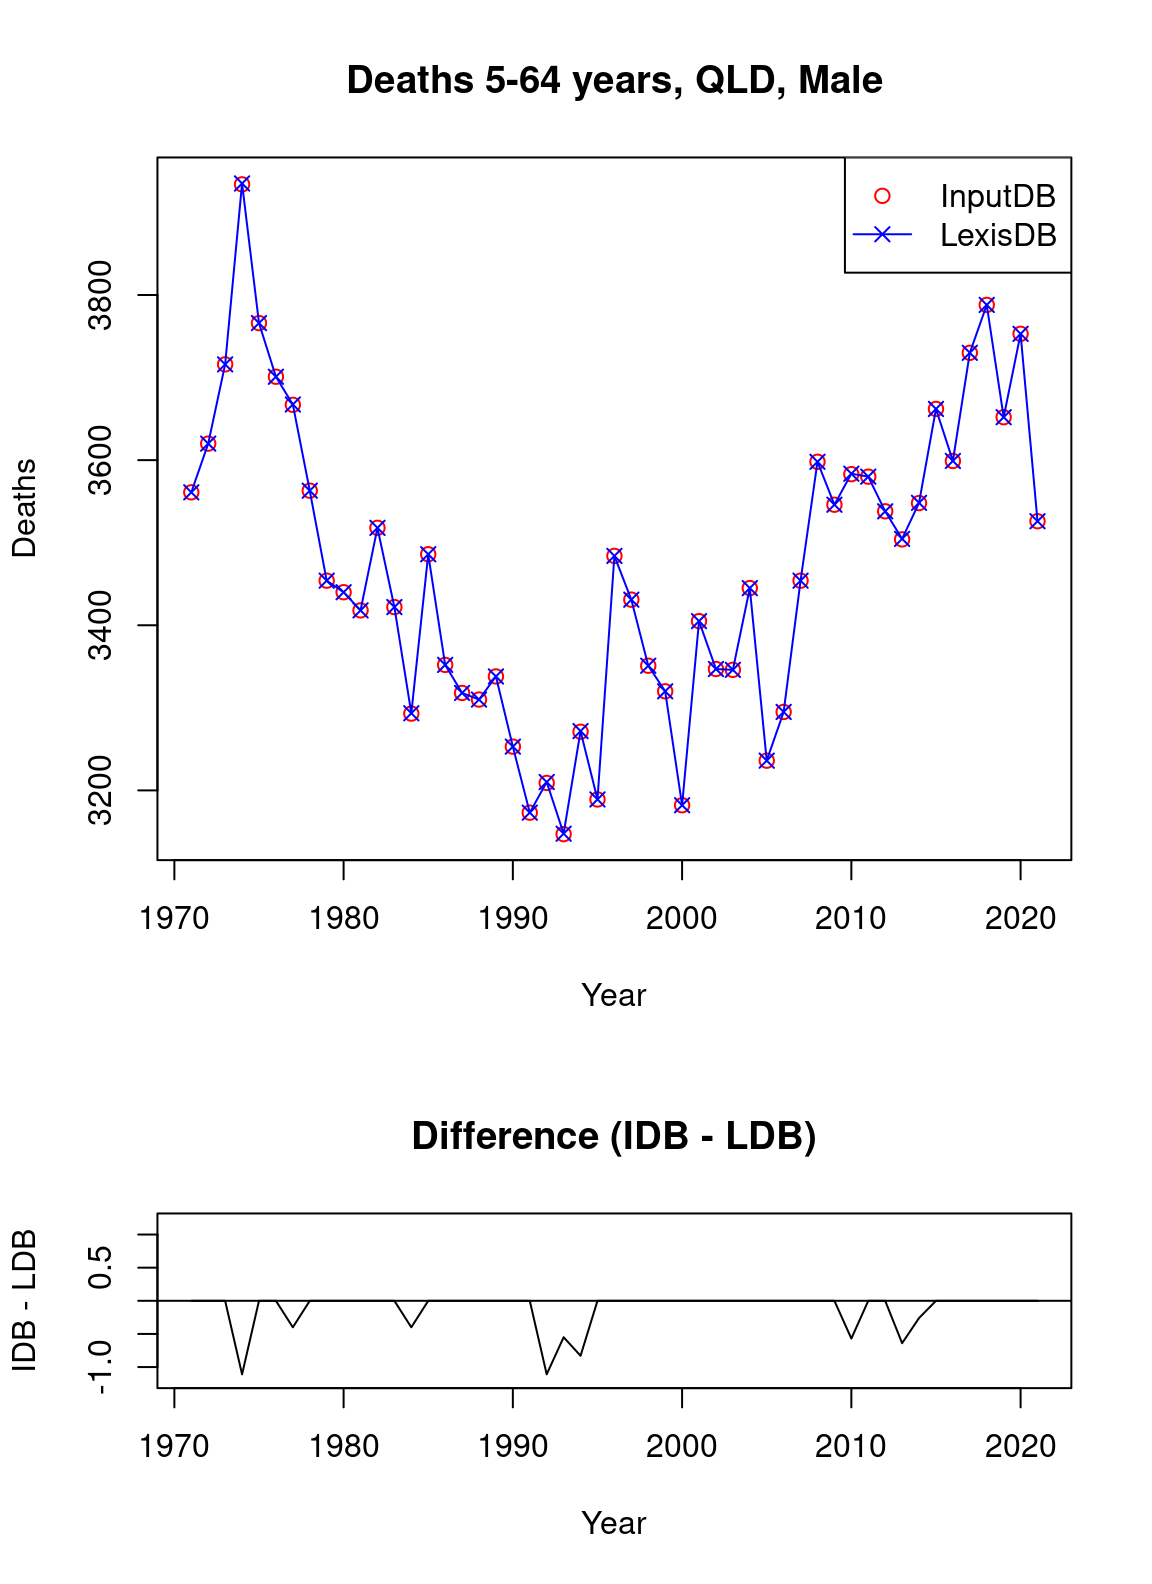 Deaths 5-64 years, QLD, Male
InputDB
LexisDB
Deaths
3800
3600
3400
3200
1970 1980 1990 2000 2010 2020
Year
Difference (IDB - LDB)
IDB - LDB
0.5
-1.0
1970 1980 1990 2000 2010 2020
Year